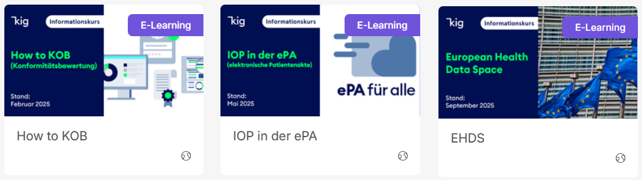 kig
Informationskurs
E-Learning
How to KOB
(Konformitätsbewertung)
Stand:
Februar 2025
How to KOB
kig
Informationskurs
E-Learning
IOP in der ePA
(elektronische Patientenakte)
Stand:
Mai 2025
ePA für alle
IOP in der ePA
kig
Informationskurs
E-Learning
European Health
Data Space
Stand:
September 2025
EHDS